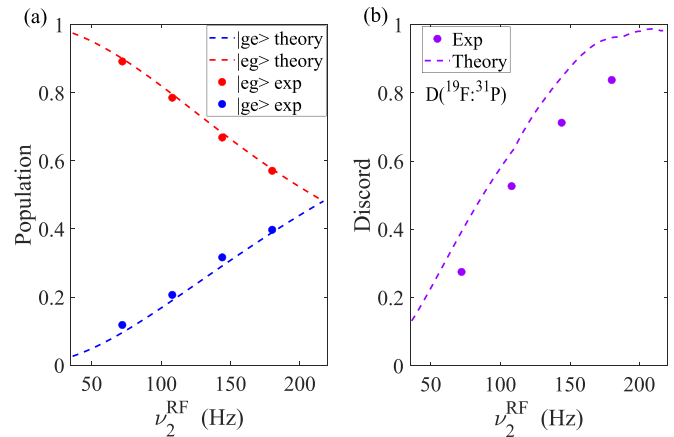 (a)
|ge> theory
|eg> theory
|eg> exp
|ge> exp
Population
1
0.8
0.6
0.4
0.2
0
50
100
150
200
ν₂ᴿꟳ (Hz)
(b)
Exp
Theory
D(¹⁹F:³¹P)
Discord
1
0.8
0.6
0.4
0.2
0
50
100
150
200
ν₂ᴿꟳ (Hz)